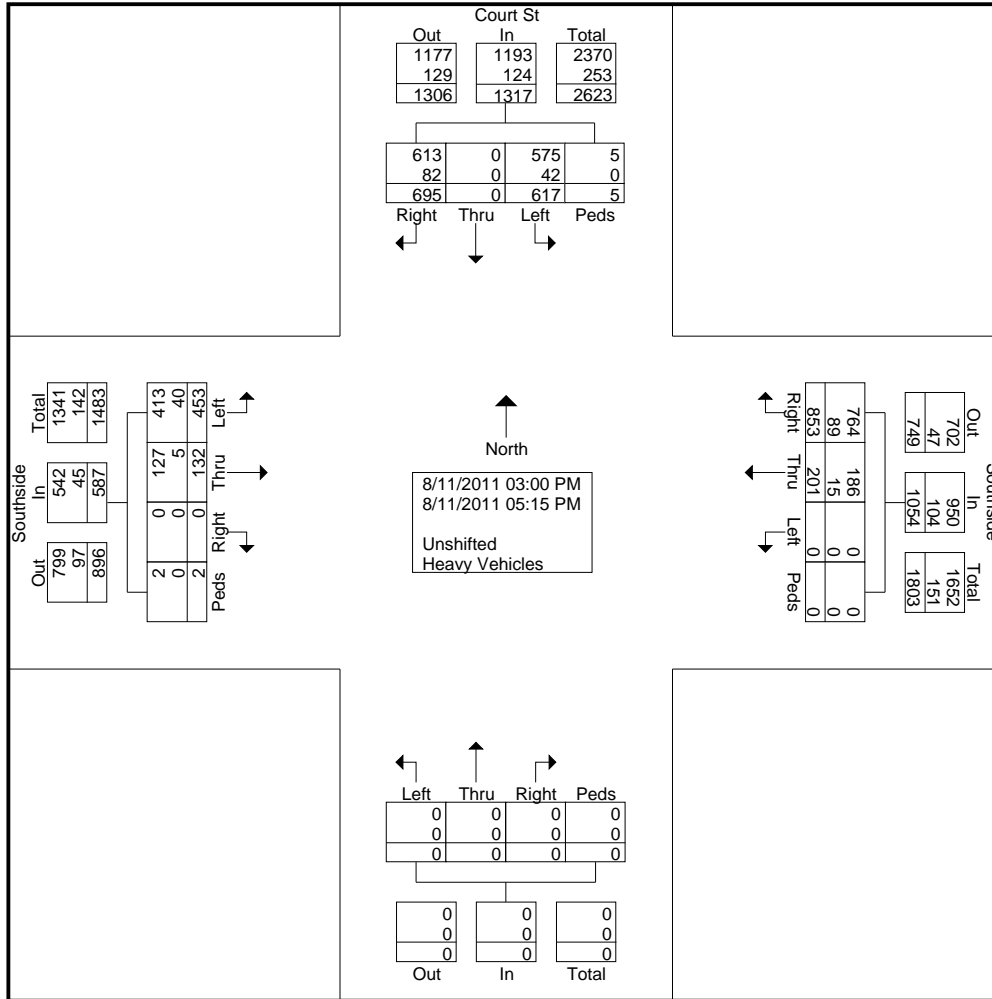 Court St
Out In Total
1177 1193 2370
129 124 253
1306 1317 2623
613 0 575 5
82 0 42 0
695 0 617 5
Right Thru Left Peds
Southside
Total In Out
1341 542 799
142 45 97
1483 587 896
413 127 0 2
40 5 0 0
453 132 0 2
Left Thru Right Peds
North
8/11/2011 03:00 PM
8/11/2011 05:15 PM
Unshifted
Heavy Vehicles
Right Thru Left Peds
764 186 0 0
89 15 0 0
853 201 0 0
Out In Total
702 950 1652
47 104 151
749 1054 1803
Southside
Left Thru Right Peds
0 0 0 0
0 0 0 0
0 0 0 0
0 0 0
0 0 0
0 0 0
Out In Total